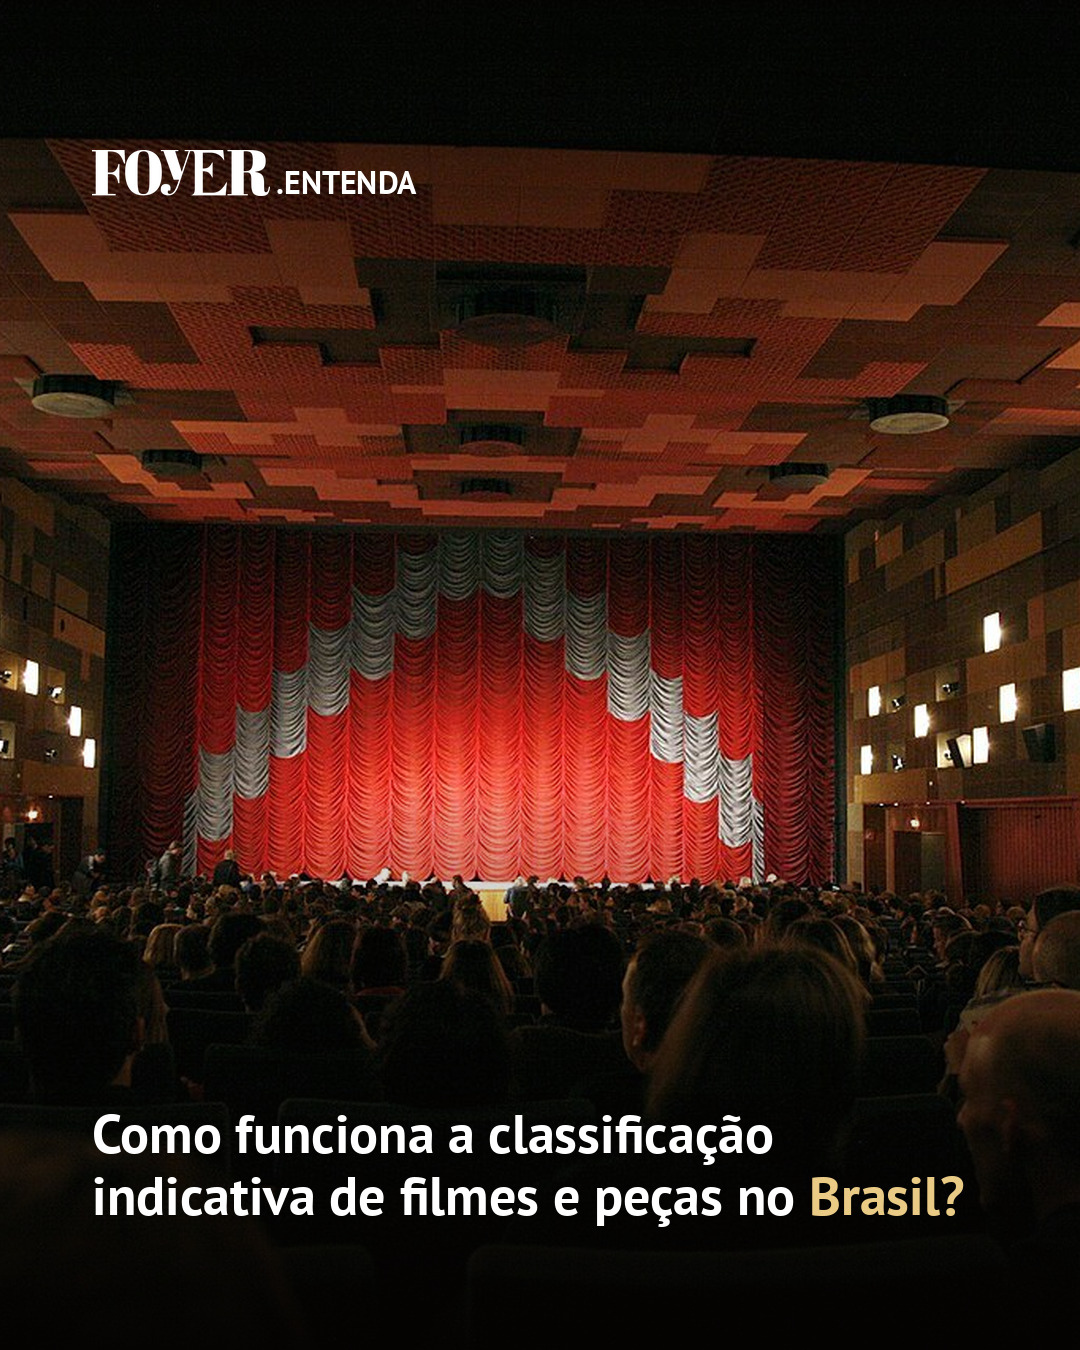 FOYER .ENTENDA
Como funciona a classificação
indicativa de filmes e peças no Brasil?